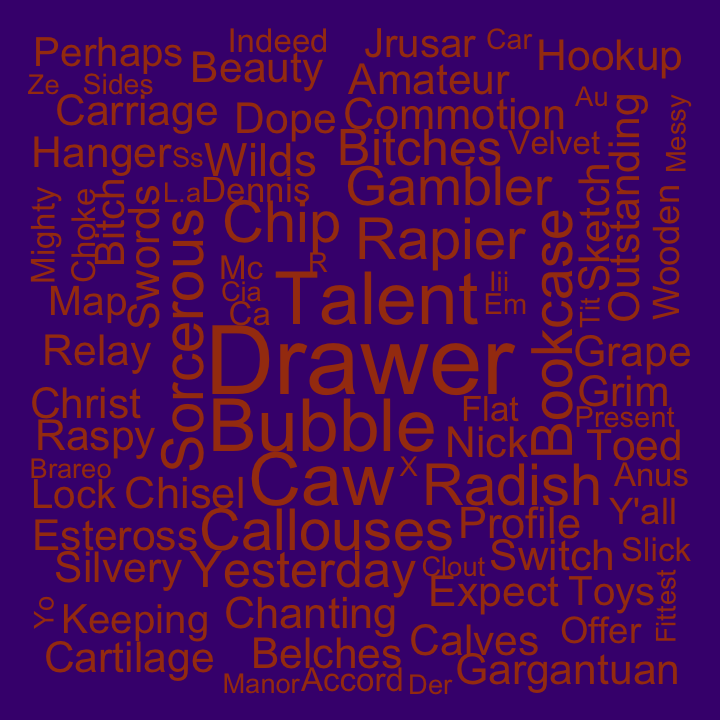 Indeed
Car
Perhaps
Beauty
Jrusar
Hookup
Ze
Sides
Amateur
Au
Carriage
Dope
Commotion
Messy
Hanger
Ss
Wilds
Bitches
Velvet
Outstanding
L.a
Dennis
Gambler
Sketch
Wooden
Mighty
Choke
Bitch
Swords
Sorcerous
Chip
Rapier
Bookcase
Mc
R
Cia
Ca
Talent
Iii
Em
Tit
Map
Relay
Drawer
Grape
Christ
Bubble
Flat
Grim
Present
Raspy
Nick
Toed
Brareo
Caw
X
Radish
Anus
Lock
Chisel
Y'all
Esteross
Callouses
Profile
Silvery
Yesterday
Clout
Switch
Slick
Expect
Toys
Fittest
Yo
Keeping
Chanting
Offer
Cartilage
Belches
Calves
Manor
Accord
Der
Gargantuan